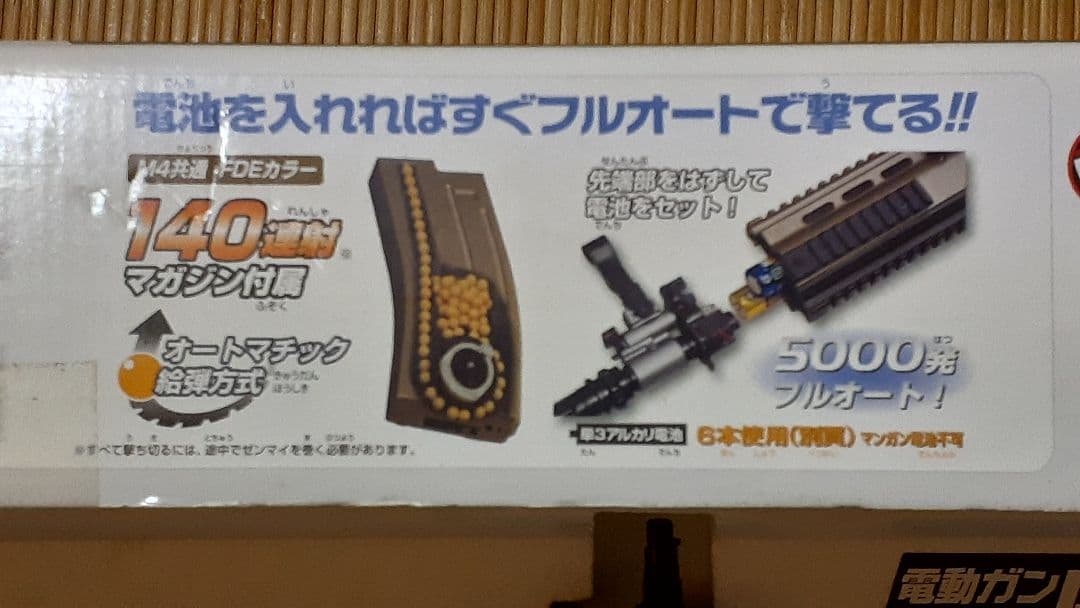 電池を入れればすぐフルオートで撃てる!!
M4共通・FDEカラー
140連射※
マガジン付属
オートマチック
給弾方式
※すべて撃ち切るには、途中でゼンマイを巻く必要があります。
先端部をはずして
電池をセット!
5000発
フルオート!
単3アルカリ電池 6本使用(別買) マンガン電池不可
電動ガン